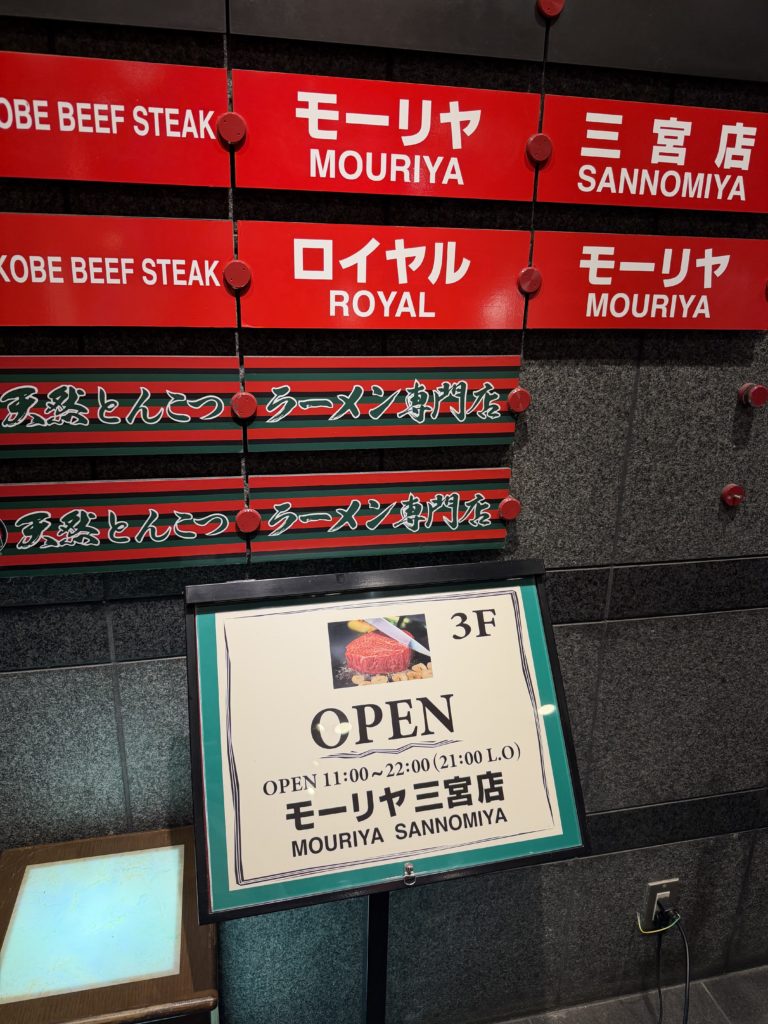 OBE BEEF STEAK
モーリヤ
MOURIYA
三宮店
SANNOMIYA
KOBE BEEF STEAK
ロイヤル
ROYAL
モーリヤ
MOURIYA
天然とんこつ
ラーメン専門店
天然とんこつ
ラーメン専門店
3F
OPEN
OPEN 11:00~22:00(21:00 L.O)
モーリヤ三宮店
MOURIYA SANNOMIYA